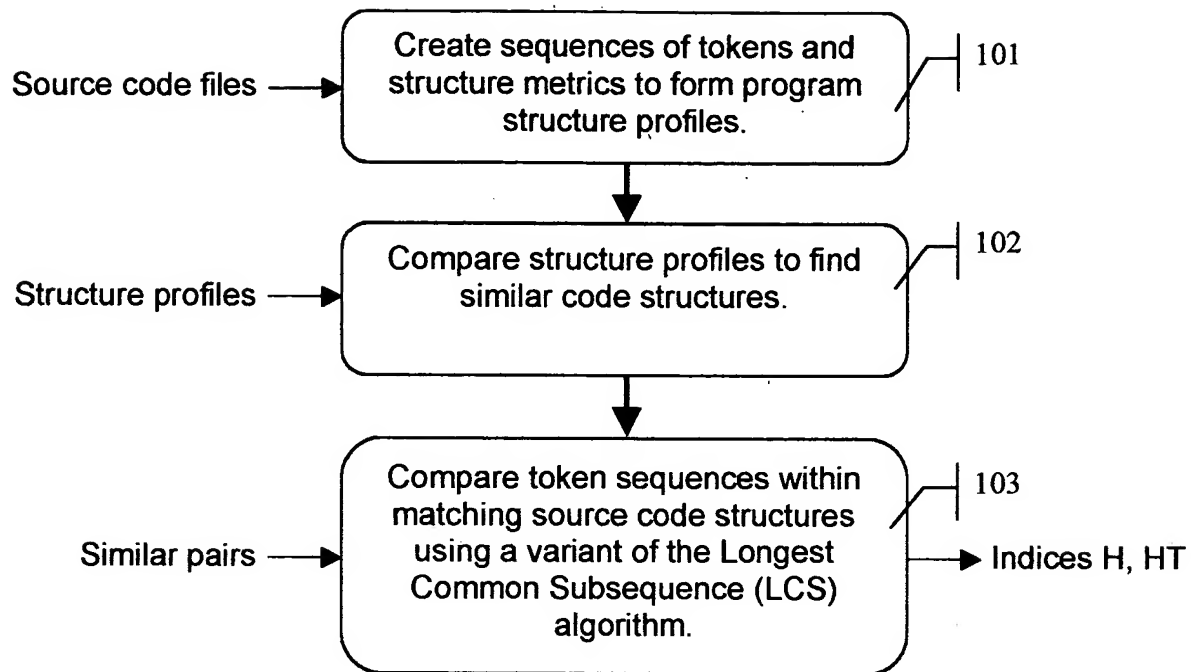 Create sequences of tokens and
structure metrics to form program
structure profiles.
101
Source code files
Compare structure profiles to find
similar code structures.
102
Structure profiles
Compare token sequences within
matching source code structures
using a variant of the Longest
Common Subsequence (LCS)
algorithm.
103
Similar pairs
Indices H, HT